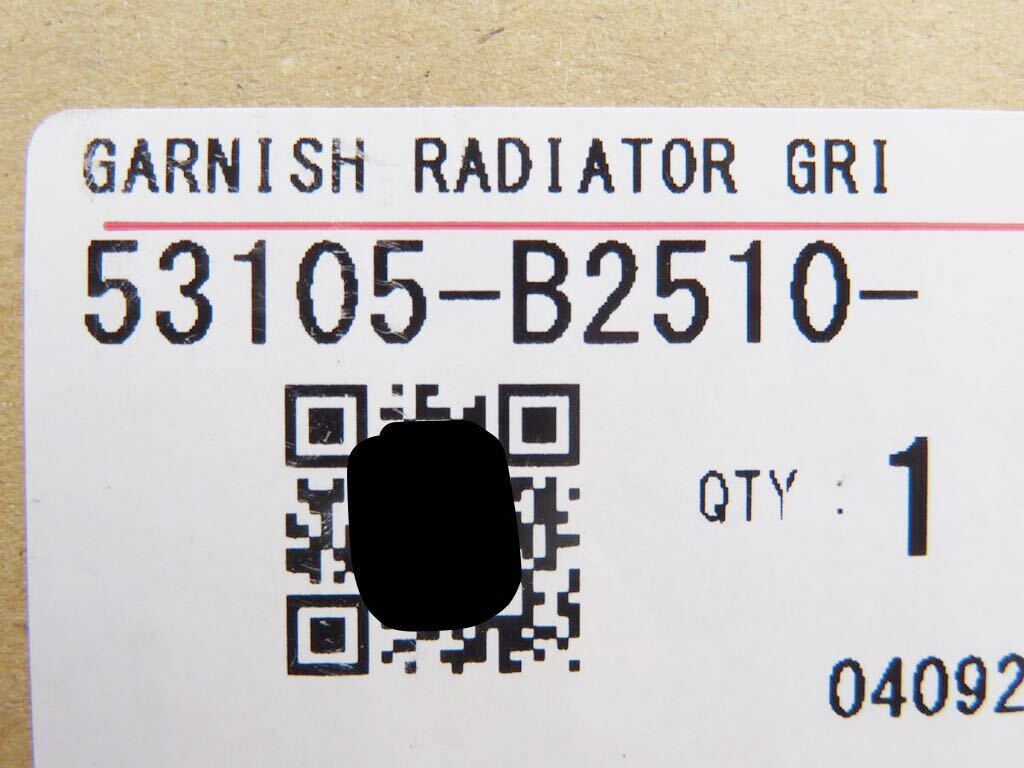 GARNISH RADIATOR GRI
53105-B2510-
QTY : 1
04092